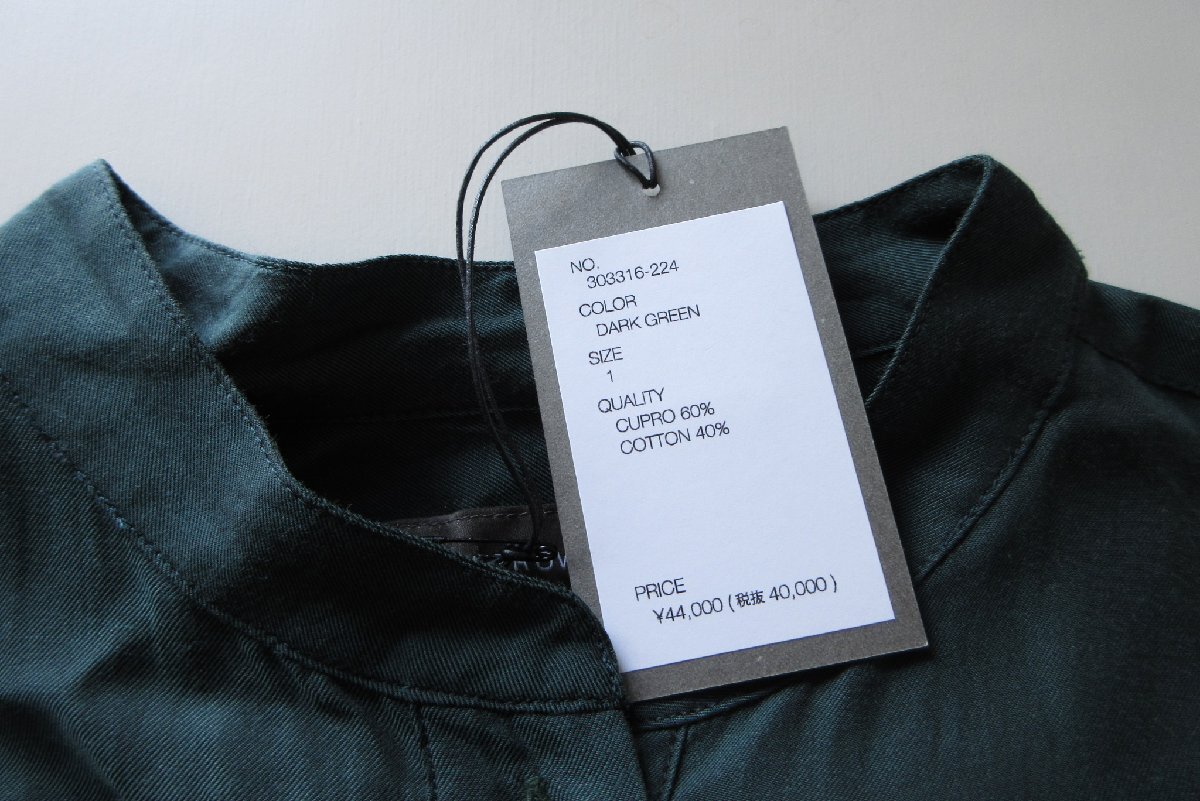 NO.
303316-224
COLOR
DARK GREEN
SIZE
1
QUALITY
CUPRO 60%
COTTON 40%
PRICE
¥44,000 (税抜 40,000 )